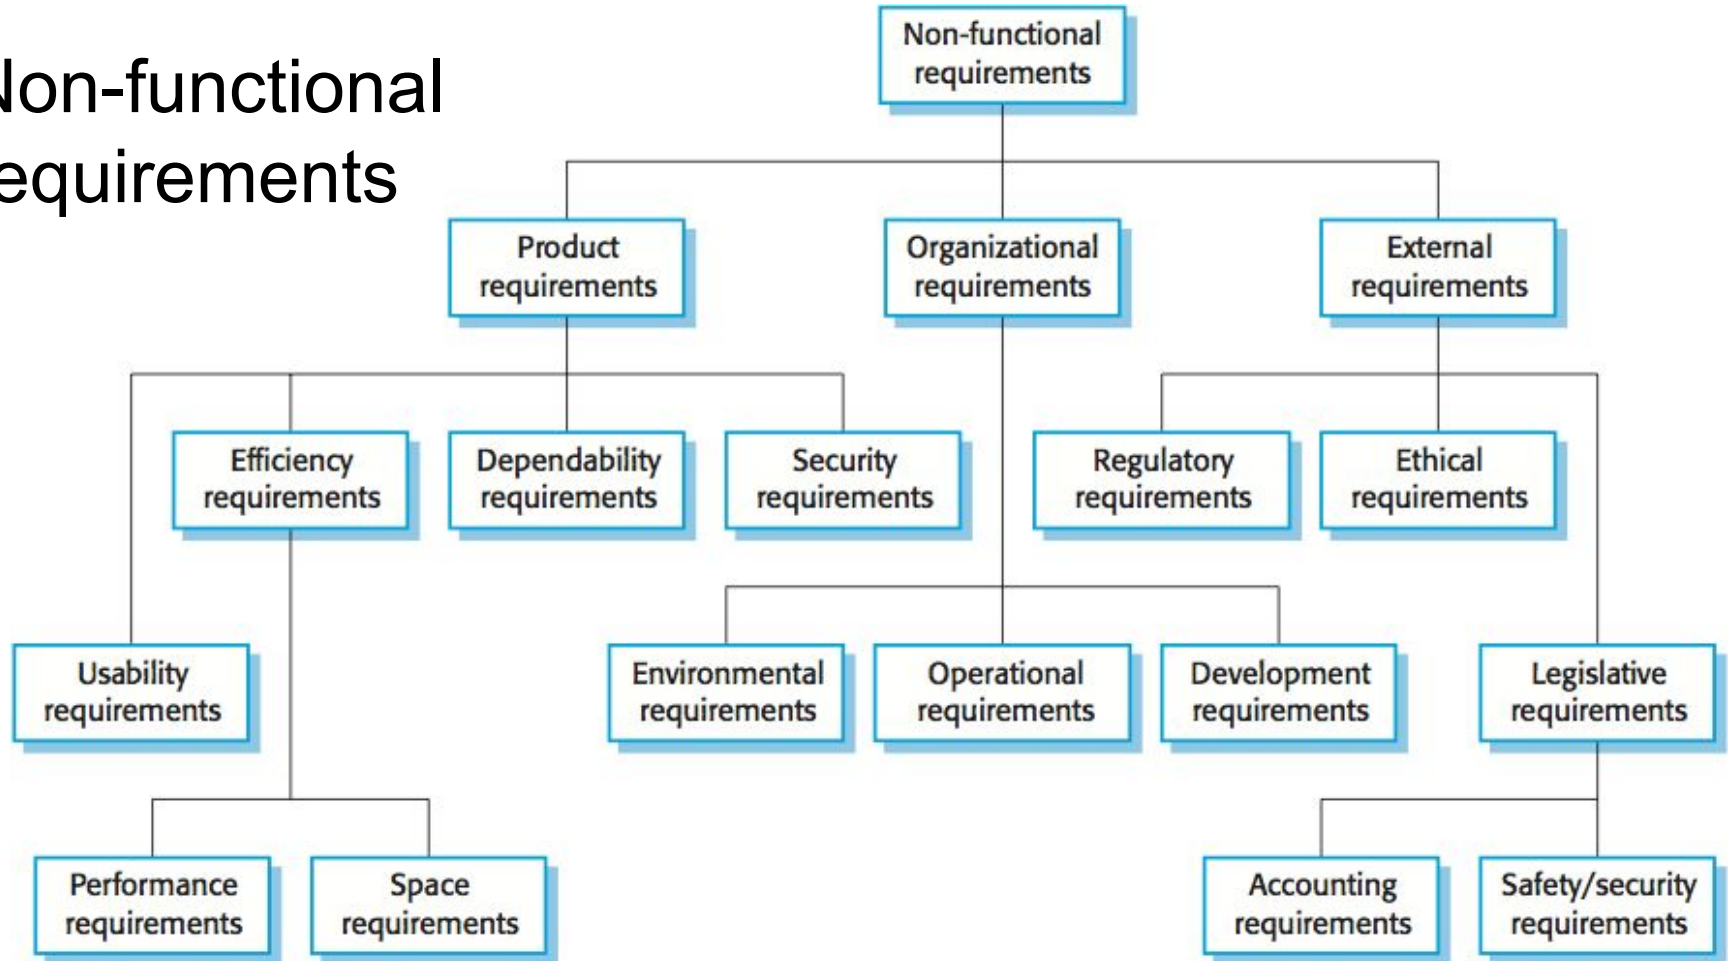 Non-functional
requirements
Non-functional
requirements
Product
requirements
Organizational
requirements
External
requirements
Efficiency
requirements
Dependability
requirements
Security
requirements
Regulatory
requirements
Ethical
requirements
Usability
requirements
Environmental
requirements
Operational
requirements
Development
requirements
Legislative
requirements
Performance
requirements
Space
requirements
Accounting
requirements
Safety/security
requirements